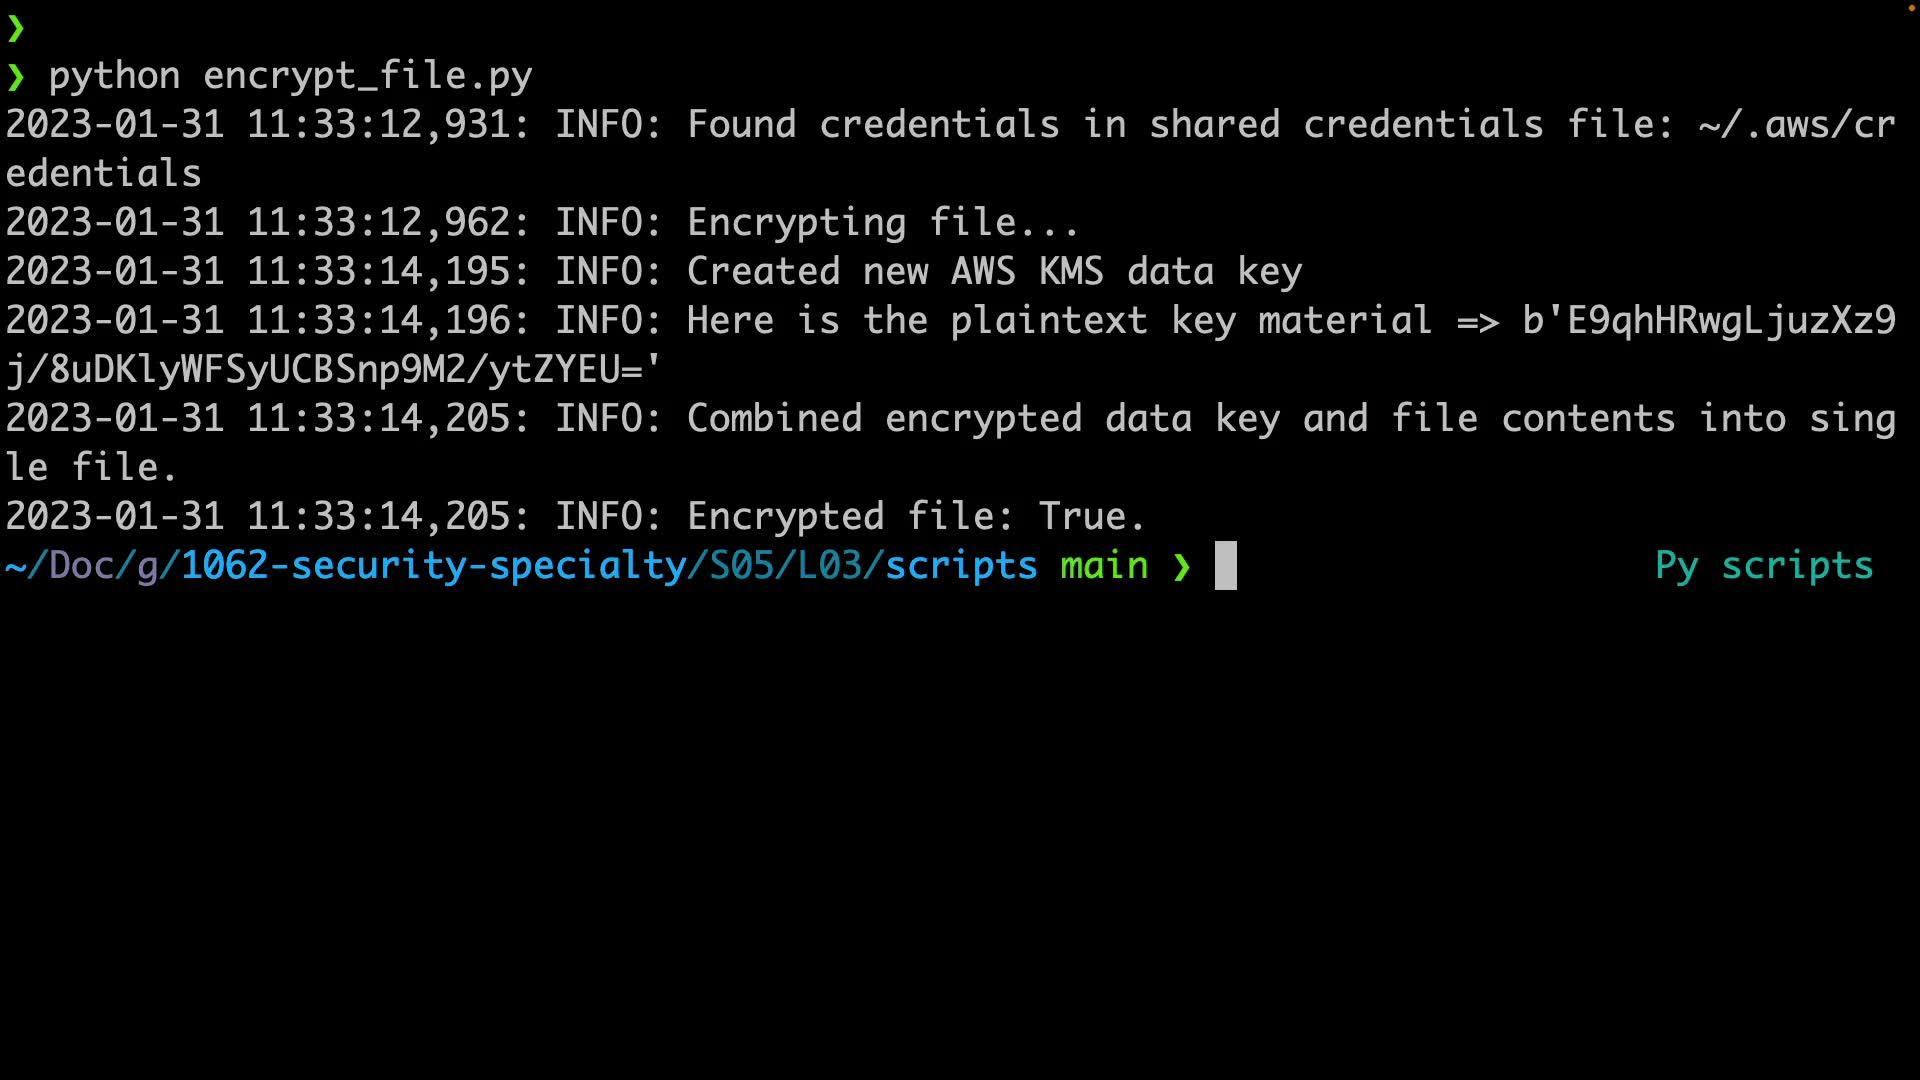 ❯
❯ python encrypt_file.py
2023-01-31 11:33:12,931: INFO: Found credentials in shared credentials file: ~/.aws/cr
edentials
2023-01-31 11:33:12,962: INFO: Encrypting file...
2023-01-31 11:33:14,195: INFO: Created new AWS KMS data key
2023-01-31 11:33:14,196: INFO: Here is the plaintext key material => b'E9qhHRwgLjuzXz9
j/8uDKlyWFSyUCBSnp9M2/ytZYEU='
2023-01-31 11:33:14,205: INFO: Combined encrypted data key and file contents into sing
le file.
2023-01-31 11:33:14,205: INFO: Encrypted file: True.
~/Doc/g/1062-security-specialty/S05/L03/scripts main ❯ Py scripts